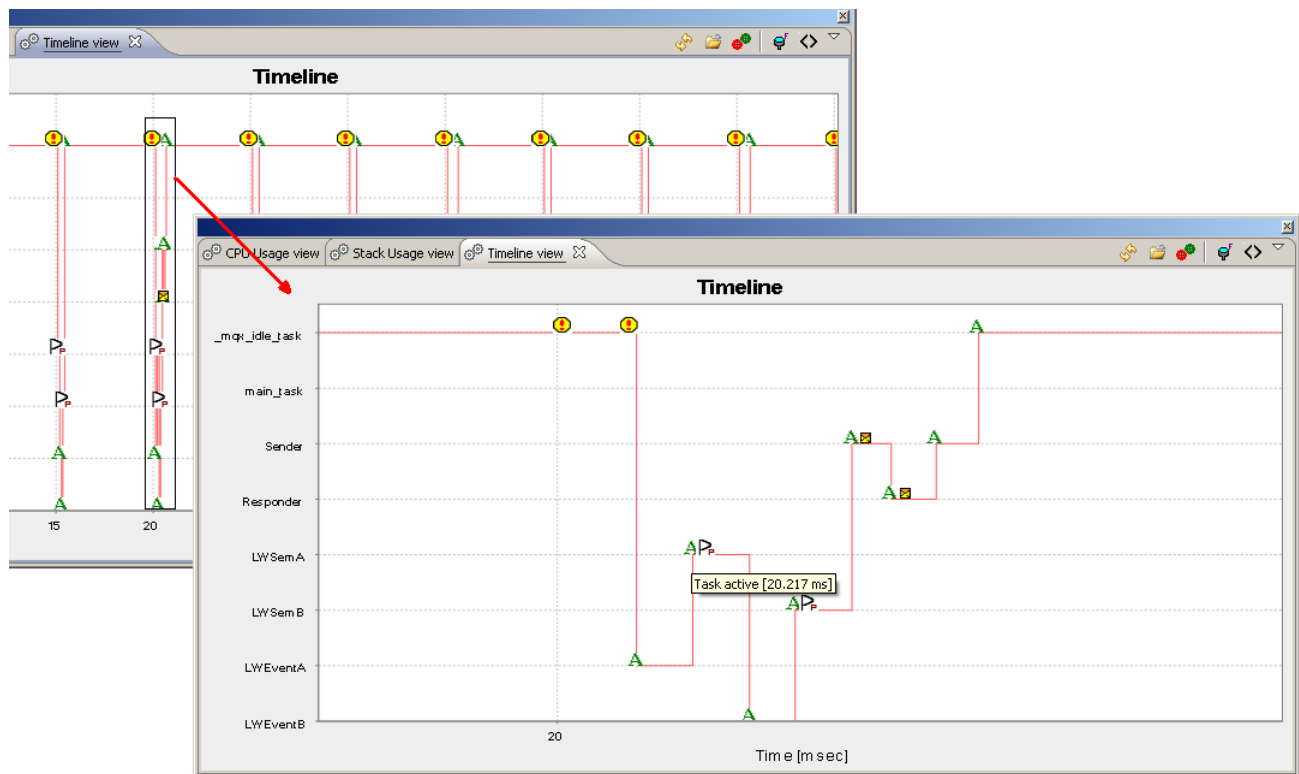 Timeline view
Timeline
15
20
CPU Usage view
Stack Usage view
Timeline view
Timeline
_mqx_idle_task
main_task
Sender
Responder
LWSemA
Task active [20.217 ms]
LWSemB
LWEventA
LWEventB
20
Time [msec]